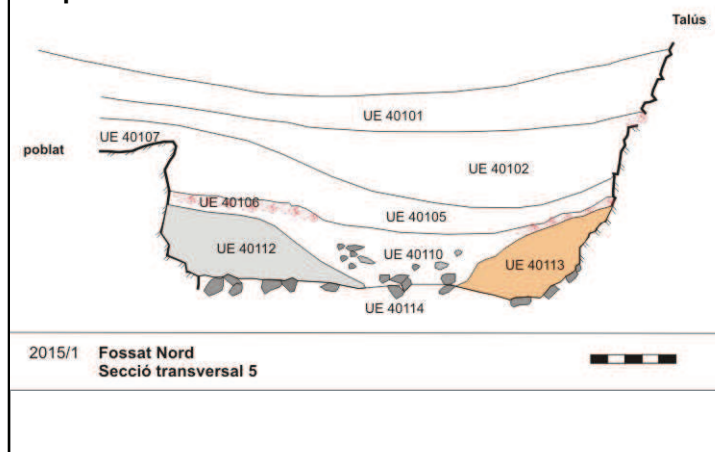 Talús
UE 40101
UE 40107
poblat
UE 40102
UE 40106
UE 40105
UE 40112
UE 40110
UE 40113
UE 40114
2015/1 Fossat Nord
Secció transversal 5